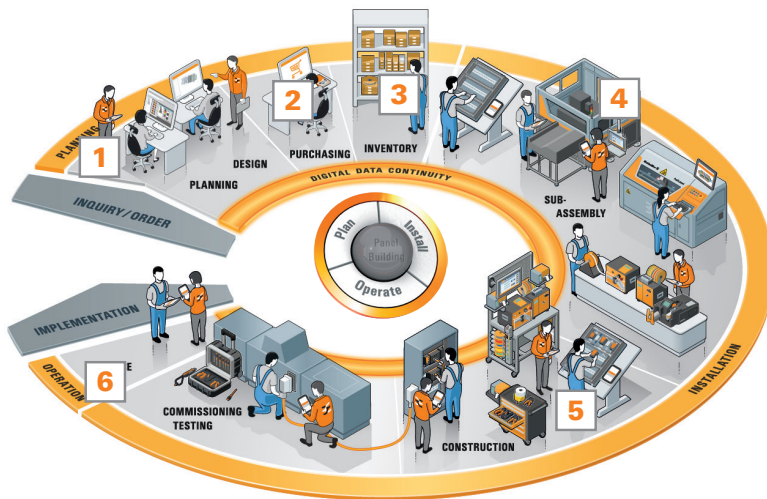 PLANNING
1
2
3
4
DESIGN
PLANNING
PURCHASING
INVENTORY
SUB-
ASSEMBLY
DIGITAL DATA CONTINUITY
INQUIRY/ORDER
Plan
Install
Operate
Panel
Building
IMPLEMENTATION
OPERATION
6
5
COMMISSIONING
TESTING
CONSTRUCTION
INSTALLATION